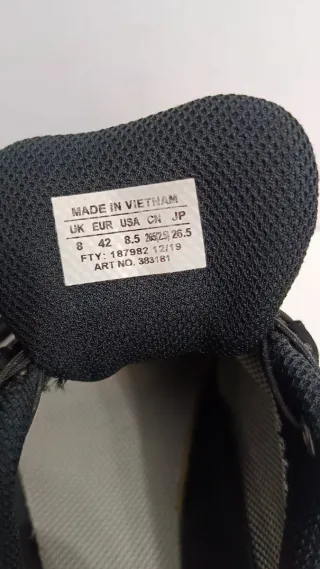 MADE IN VIETNAM
UK EUR USA CN JP
8 42 8.5 265(2.5) 26.5
FTY: 187982 12/19
ART NO. 383181